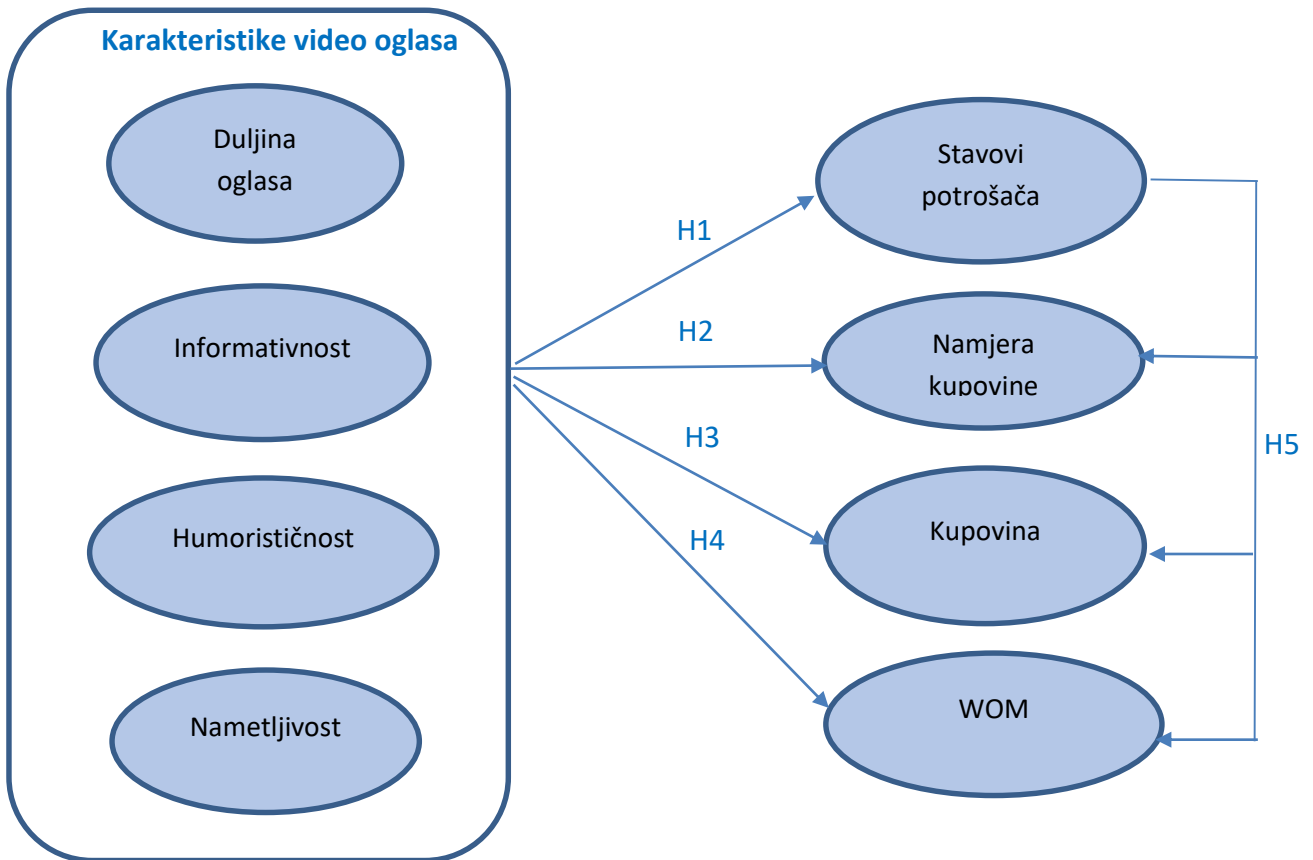 Karakteristike video oglasa
Duljina
oglasa
Informativnost
Humorističnost
Nametljivost
H1
H2
H3
H4
Stavovi
potrošača
Namjera
kupovine
Kupovina
WOM
H5